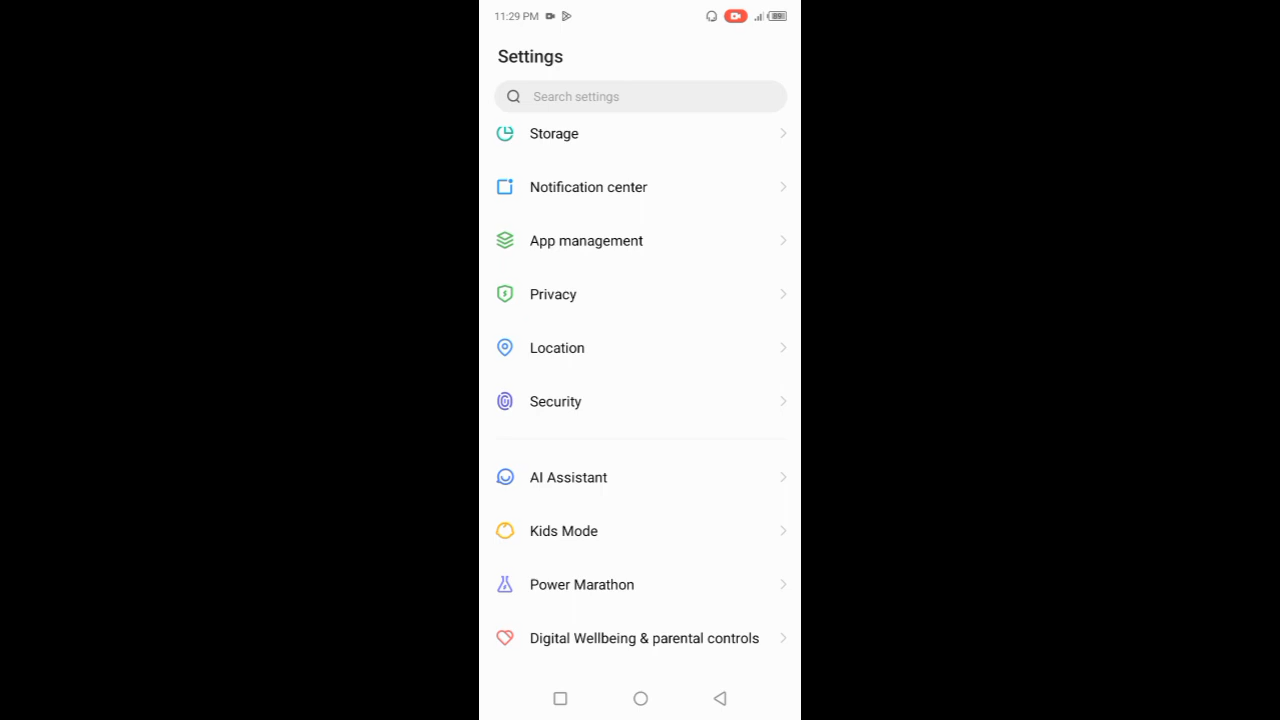 11:29 PM
89
Settings
Search settings
Storage
Notification center
App management
Privacy
Location
Security
AI Assistant
Kids Mode
Power Marathon
Digital Wellbeing & parental controls